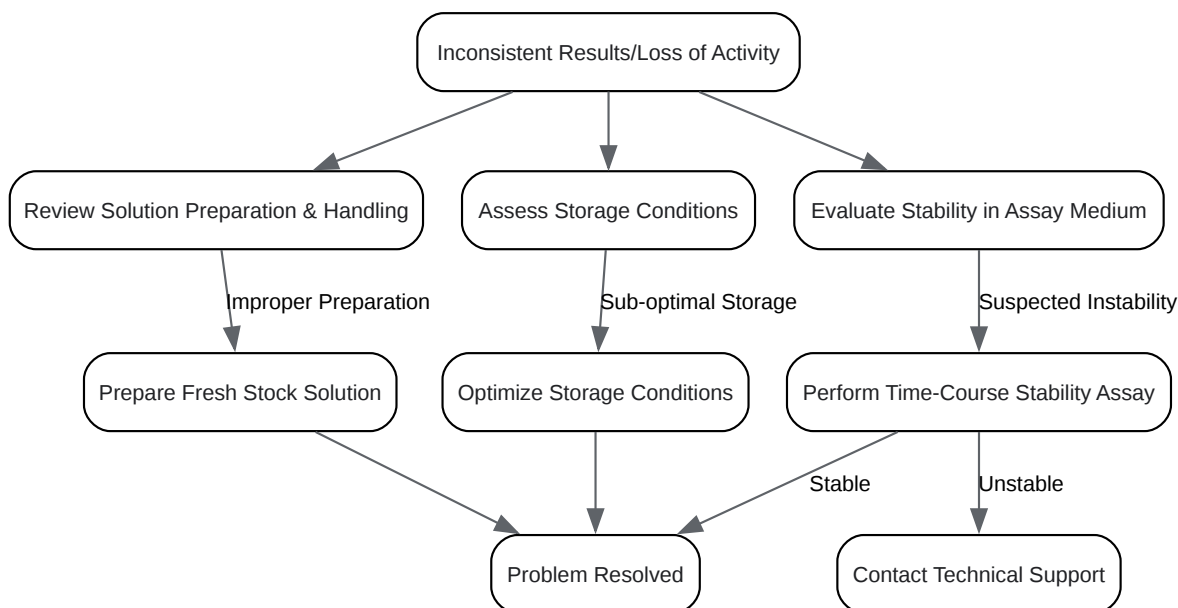 Inconsistent Results/Loss of Activity
Review Solution Preparation & Handling
Assess Storage Conditions
Evaluate Stability in Assay Medium
Improper Preparation
Sub-optimal Storage
Suspected Instability
Prepare Fresh Stock Solution
Optimize Storage Conditions
Perform Time-Course Stability Assay
Stable
Unstable
Problem Resolved
Contact Technical Support